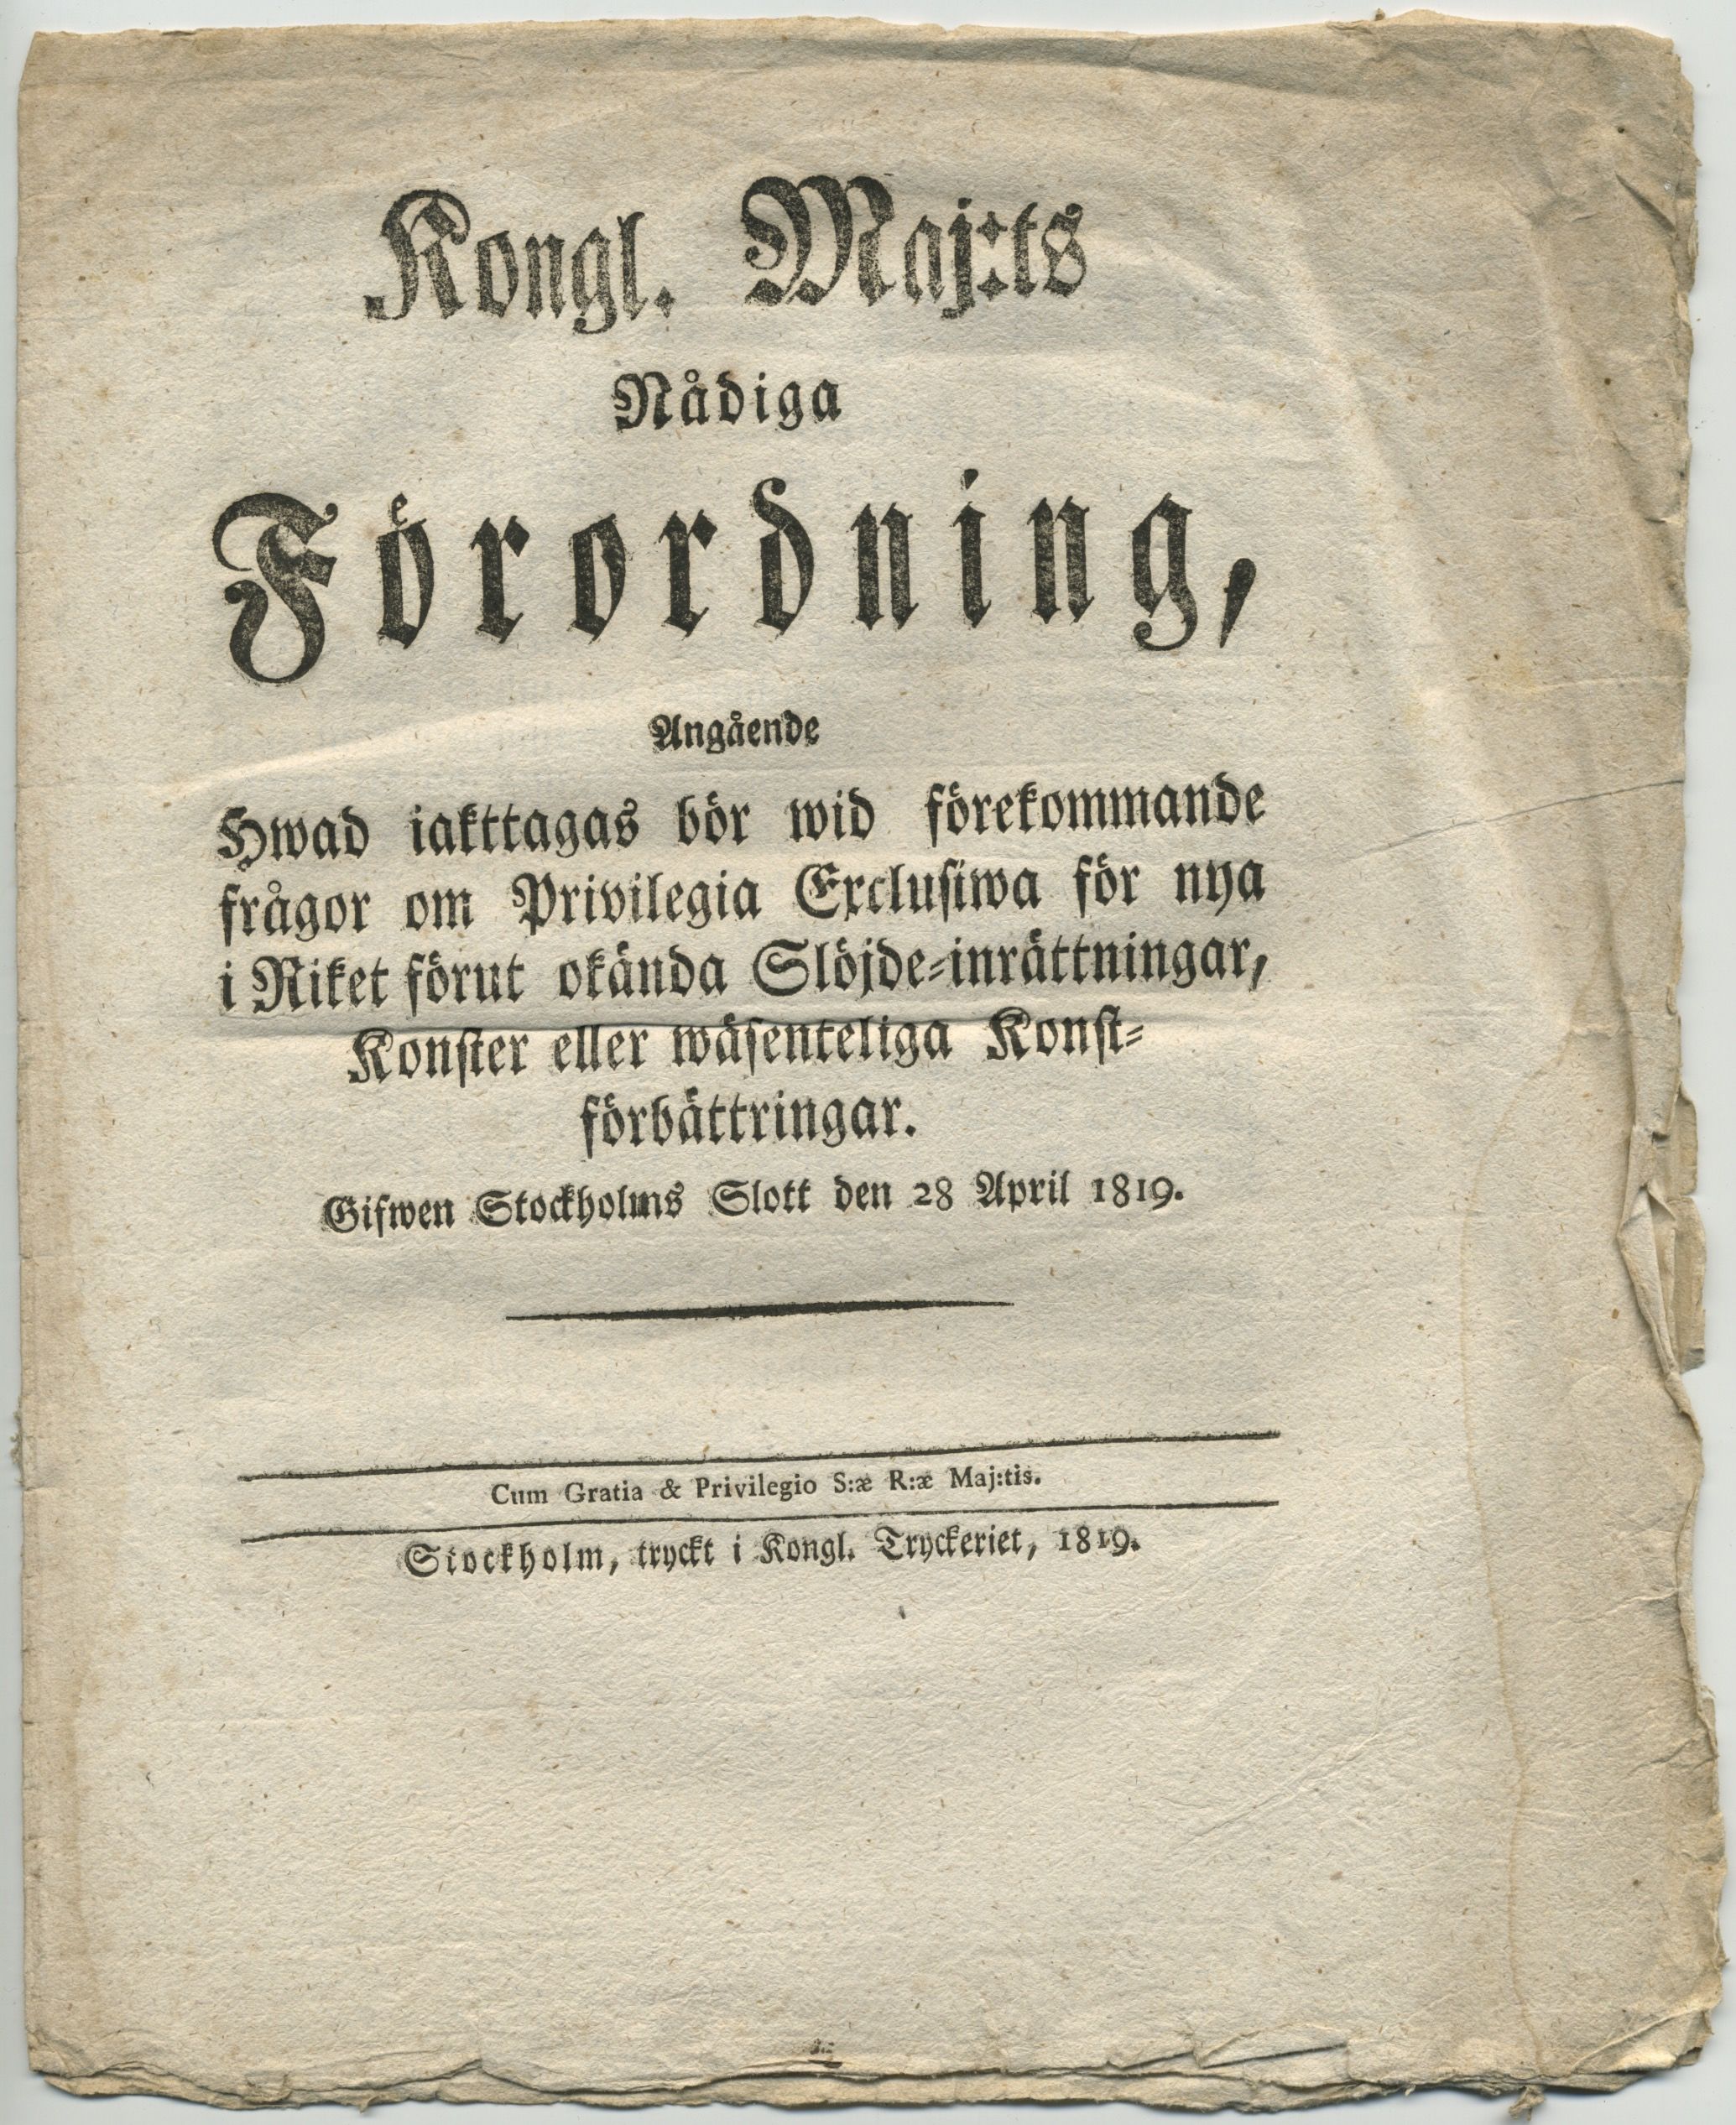 Kongl. Maj:ts
Nådiga
Förordning,
Angående
Hwad iakttagas bör wid förekommande
frågor om Privilegia Exclusiwa för nya
i Riket förut okända Slöjde-inrättningar,
Konster eller wäsenteliga Konst-
förbättringar.
Gifwen Stockholms Slott den 28 April 1819.
Cum Gratia & Privilegio S:æ R:æ Maj:tis.
Stockholm, tryckt i Kongl. Tryckeriet, 1819.